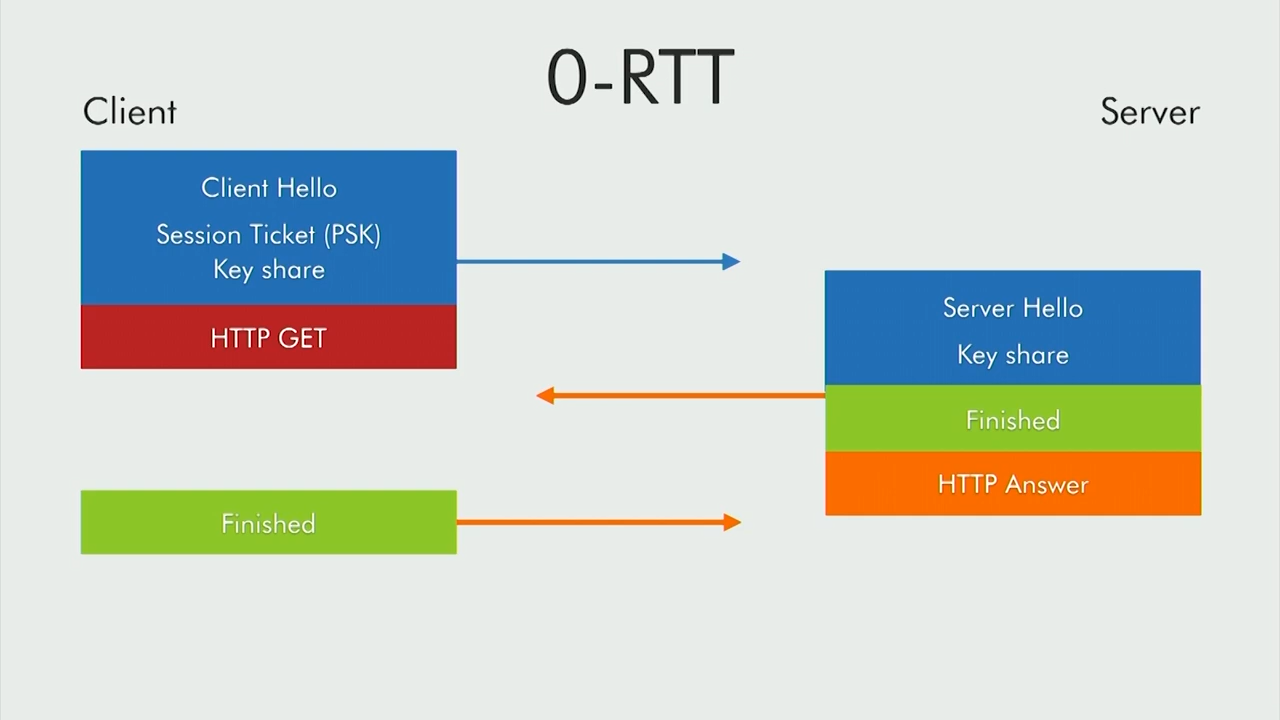 0-RTT
Client
Server
Client Hello
Session Ticket (PSK)
Key share
HTTP GET
Server Hello
Key share
Finished
HTTP Answer
Finished